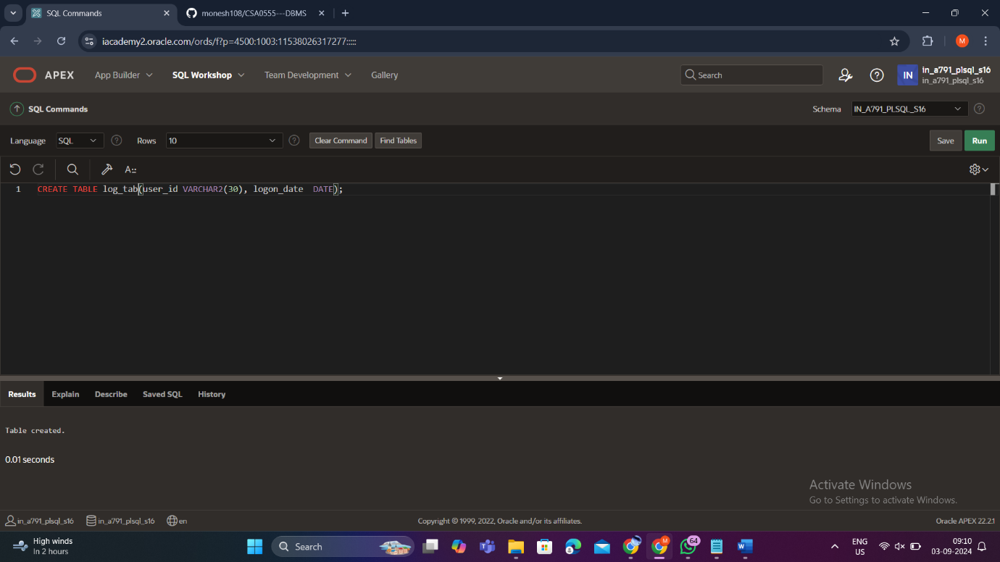 SQL Commands
monesh108/CSA0555---DBMS
iacademy2.oracle.com/ords/f?p=4500:1003:11538026317277:::::
M
APEX
App Builder
SQL Workshop
Team Development
Gallery
Search
IN
in_a791_plsql_s16
in_a791_plsql_s16
SQL Commands
Schema
IN_A791_PLSQL_S16
Language
SQL
Rows
10
Clear Command
Find Tables
Save
Run
A::
1 CREATE TABLE log_tab(user_id VARCHAR2(30), logon_date  DATE);
Results
Explain
Describe
Saved SQL
History
Table created.
0.01 seconds
Activate Windows
Go to Settings to activate Windows.
in_a791_plsql_s16
in_a791_plsql_s16
en
Copyright © 1999, 2022, Oracle and/or its affiliates.
Oracle APEX 22.2.1
High winds
In 2 hours
Search
M
64
W
ENG
US
09:10
03-09-2024